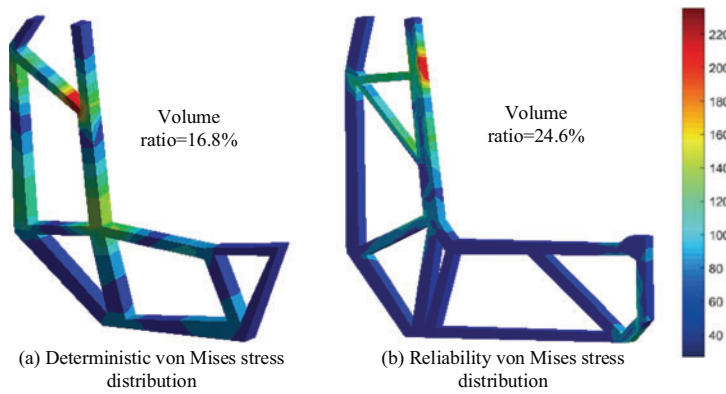 Volume
ratio=16.8%
Volume
ratio=24.6%
220
200
180
160
140
120
100
80
60
40
(a) Deterministic von Mises stress
distribution
(b) Reliability von Mises stress
distribution